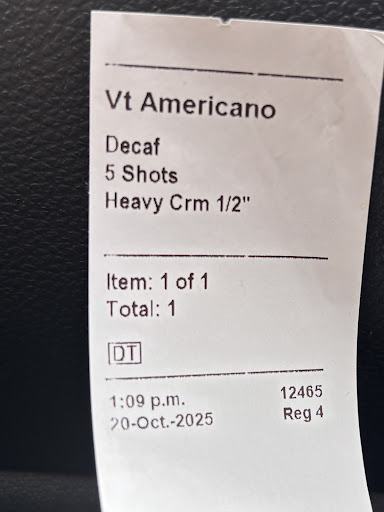 Vt Americano
Decaf
5 Shots
Heavy Crm 1/2"
Item: 1 of 1
Total: 1
DT
1:09 p.m. 12465
20-Oct.-2025 Reg 4